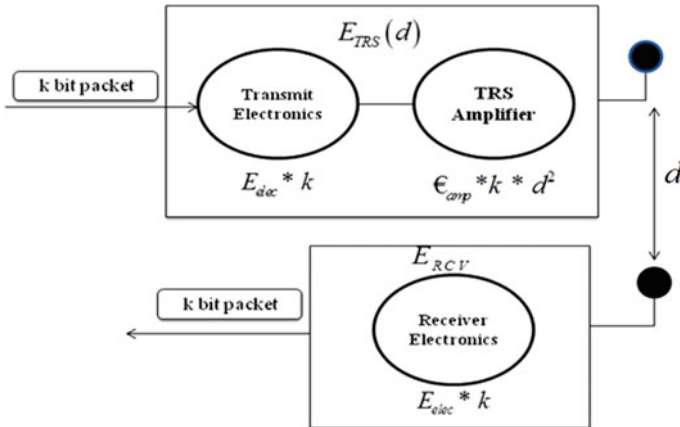 E_TRS(d)
k bit packet
Transmit
Electronics
TRS
Amplifier
E_elec * k
€_amp * k * d²
d
E_RCV
k bit packet
Receiver
Electronics
E_elec * k